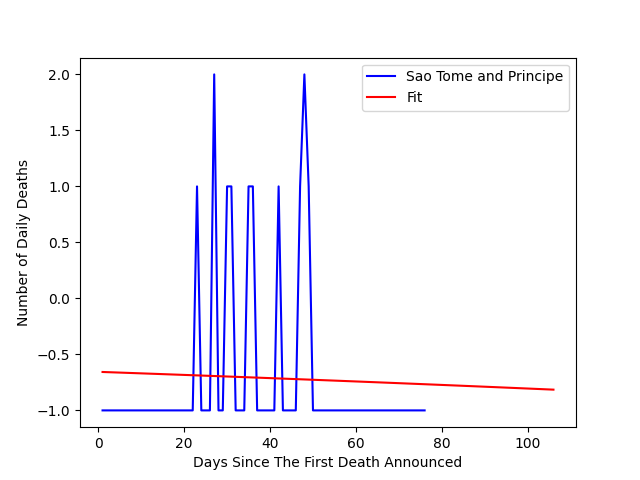 Sao Tome and Principe
Fit
2.0
1.5
1.0
0.5
0.0
−0.5
−1.0
Number of Daily Deaths
0 20 40 60 80 100
Days Since The First Death Announced